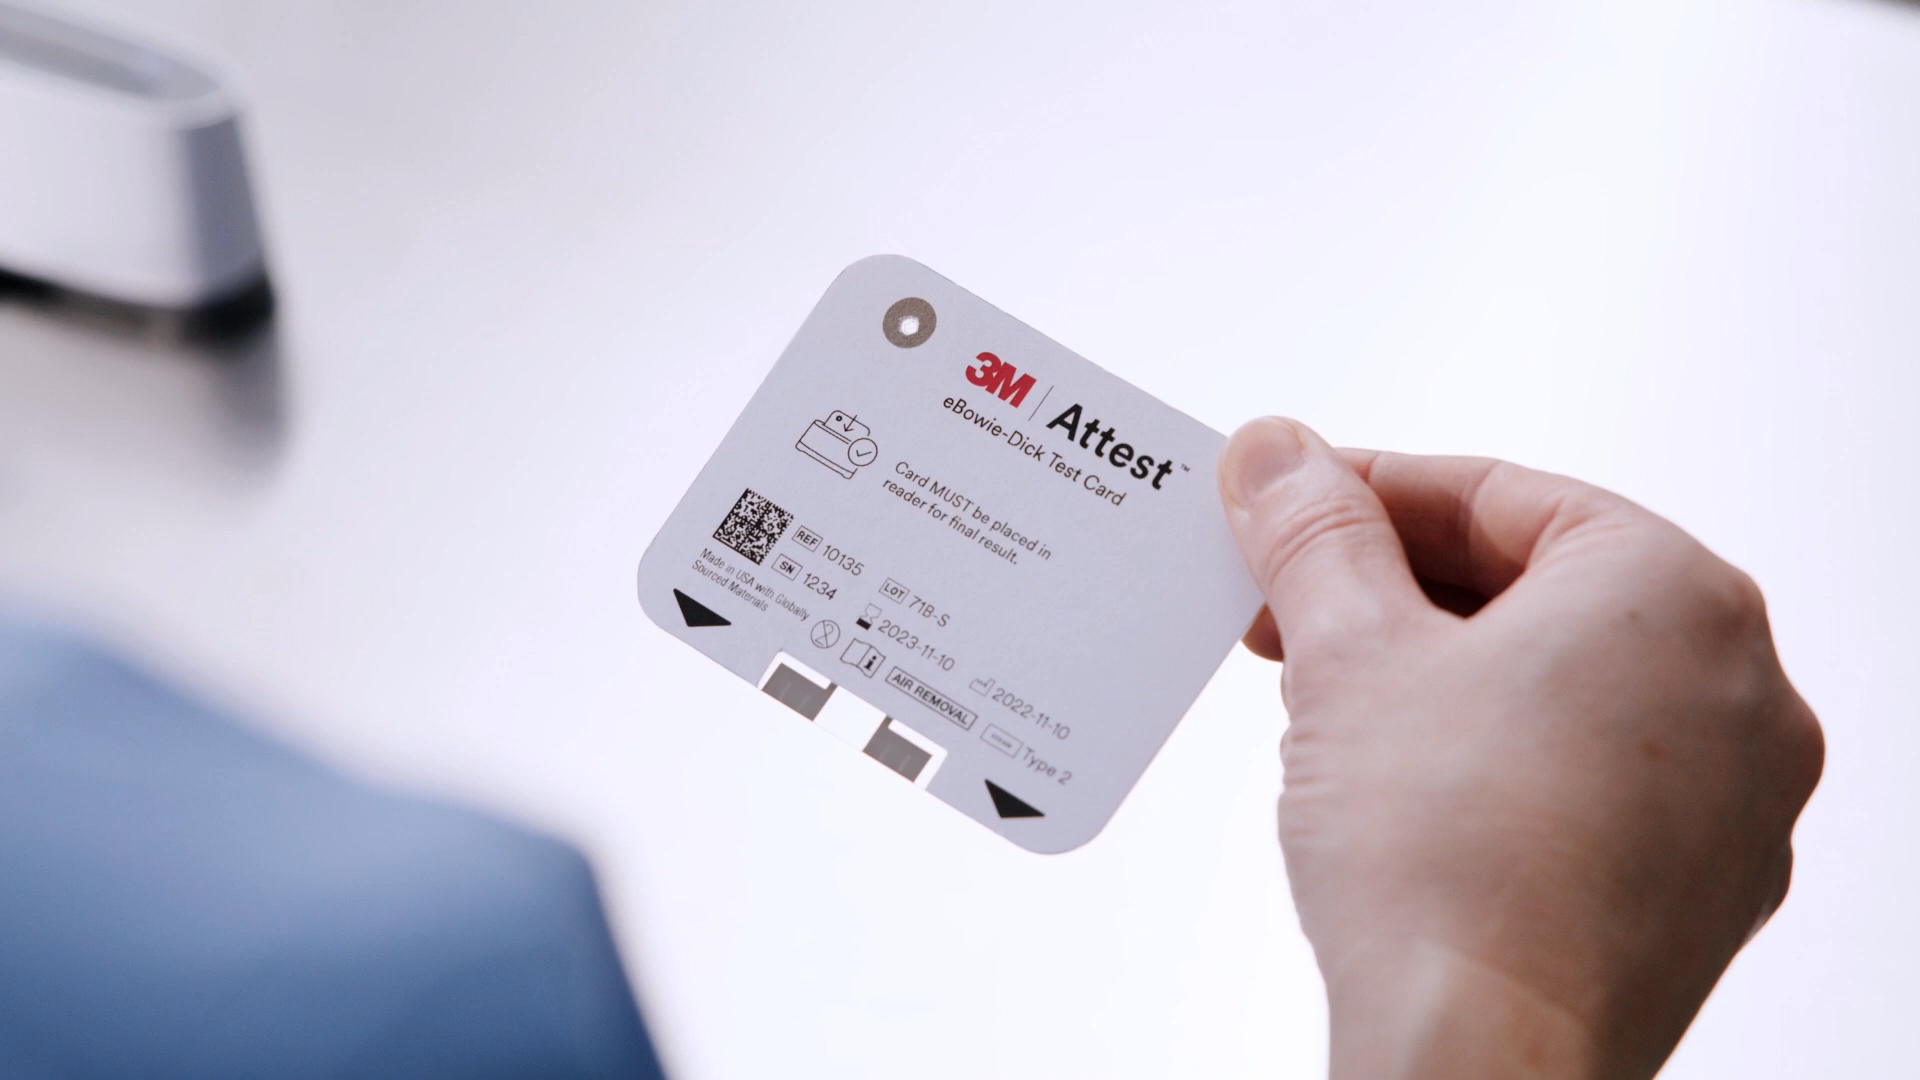 3M | Attest™
eBowie-Dick Test Card
Card MUST be placed in
reader for final result.
REF 10135
SN 1234
Made in USA with Globally
Sourced Materials
LOT 71B-S
2023-11-10
2022-11-10
AIR REMOVAL
Type 2